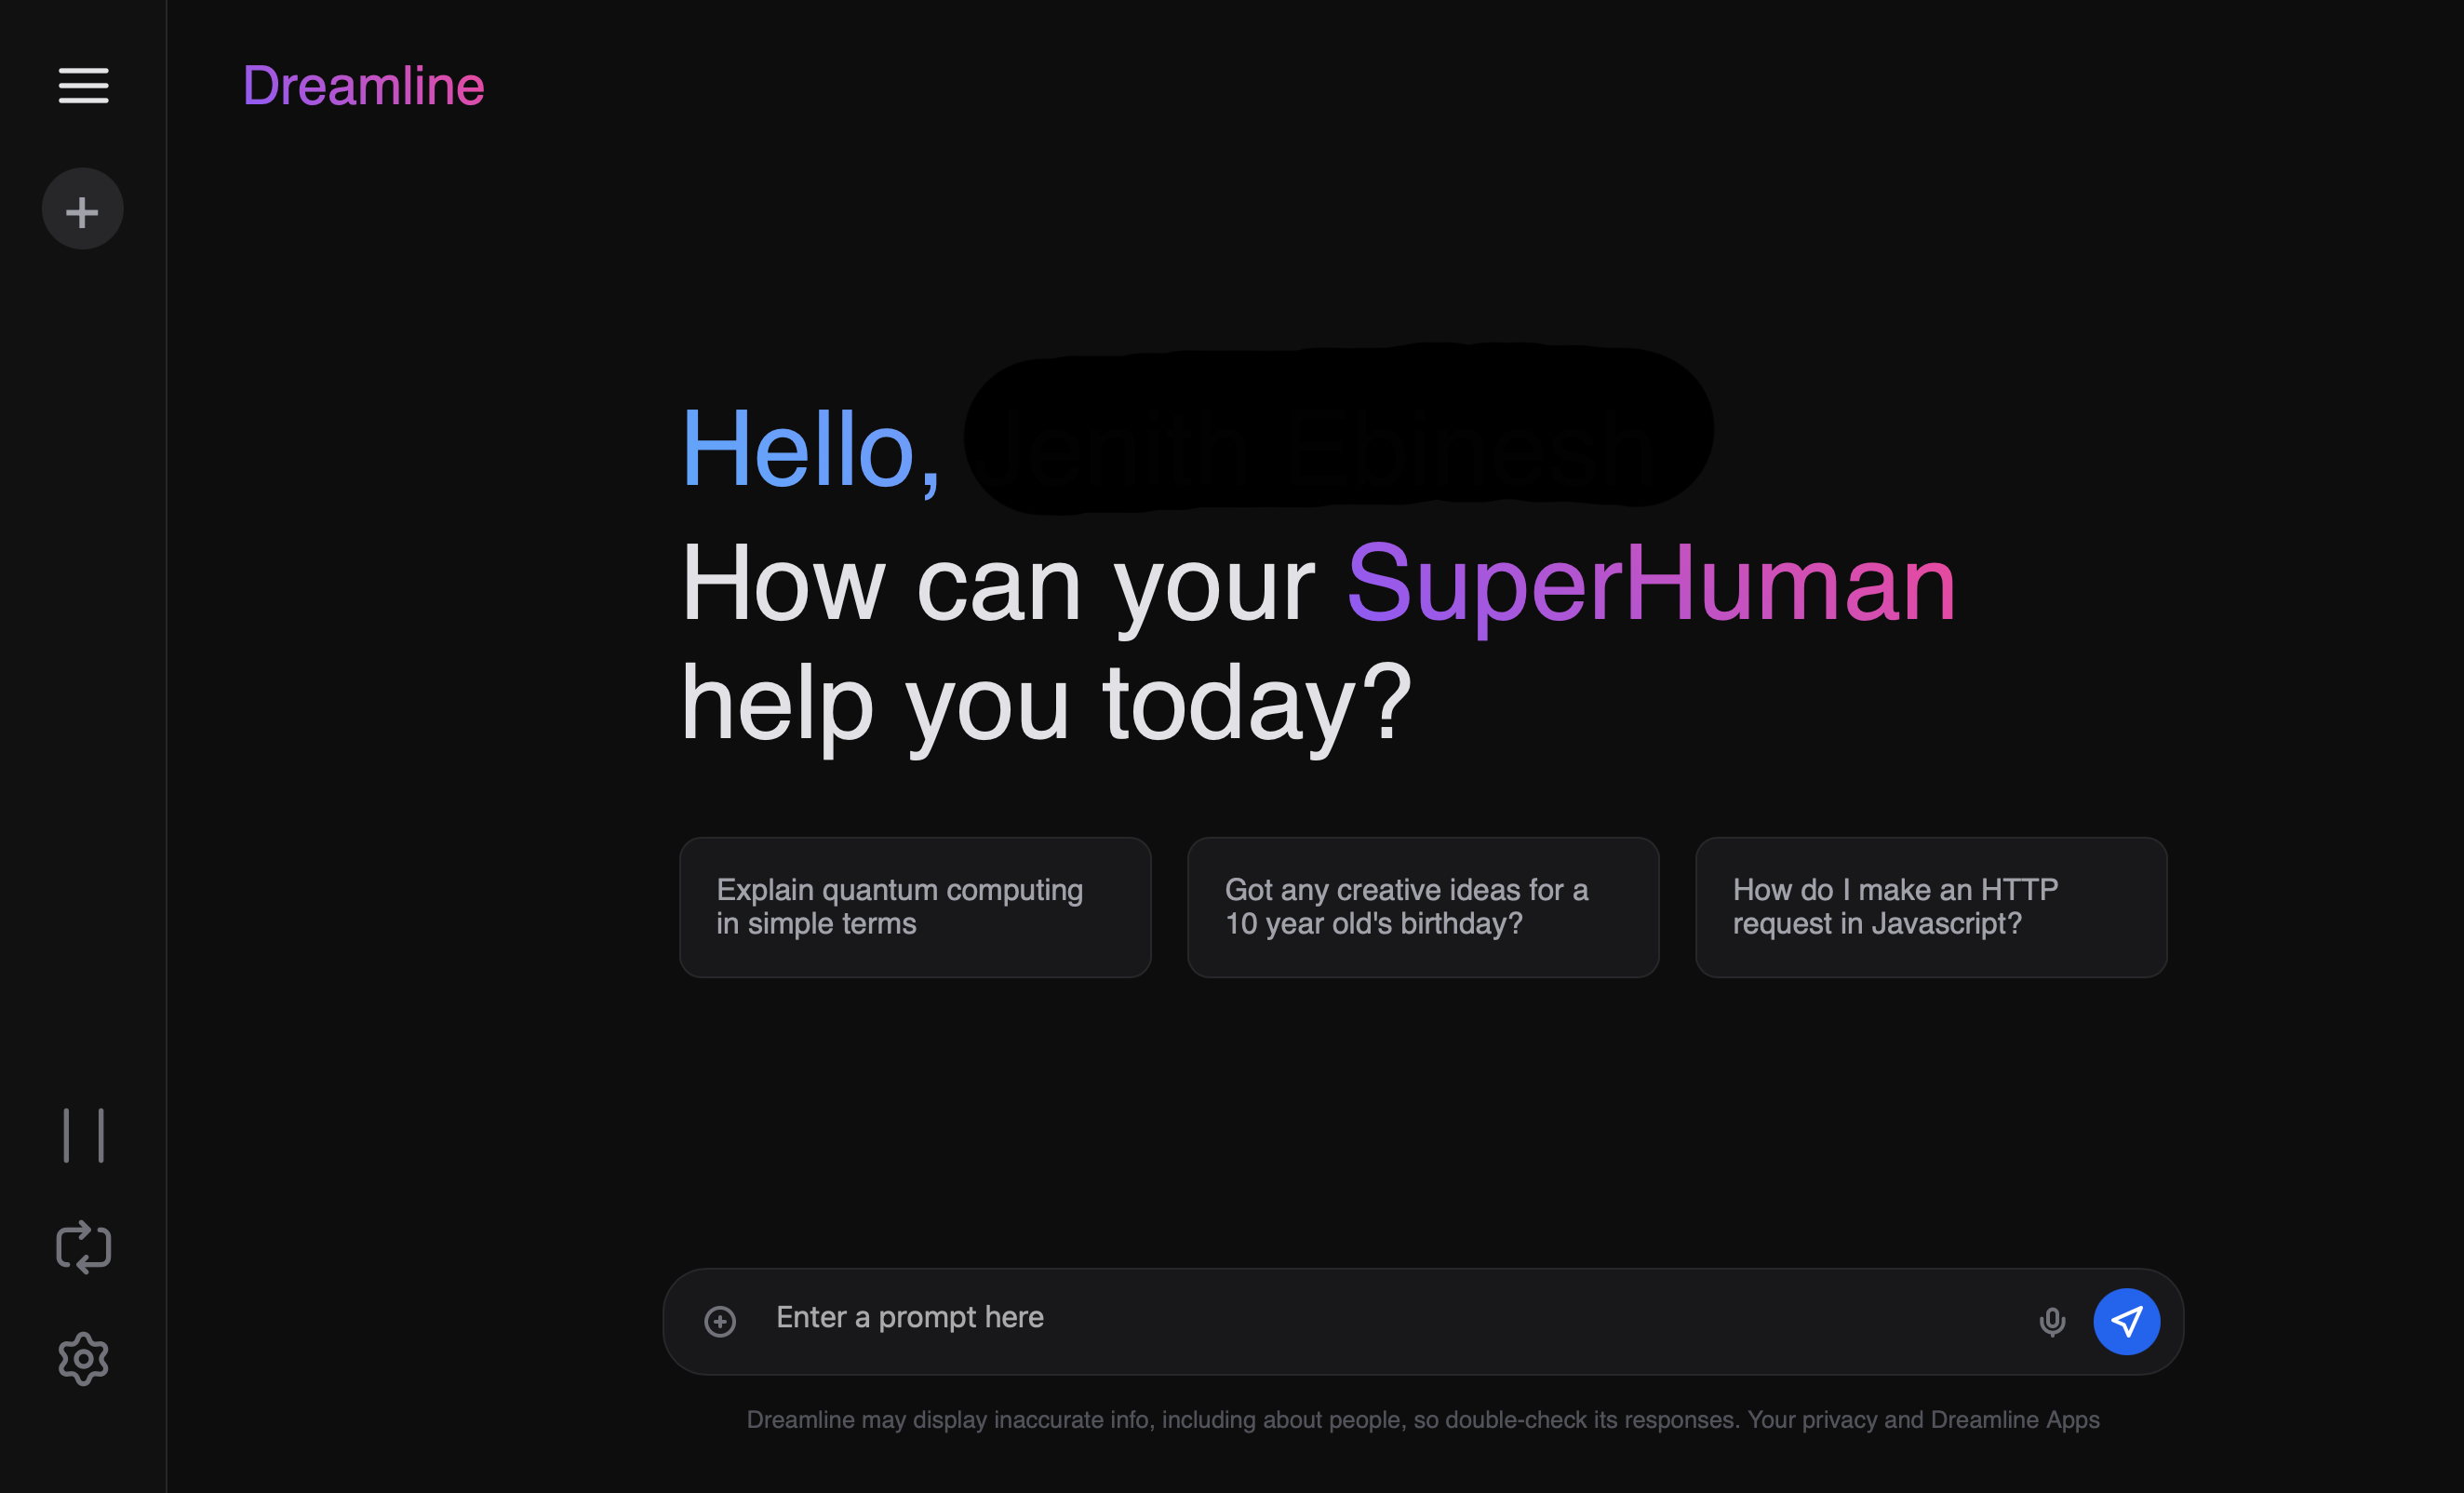 Dreamline
Hello,
How can your SuperHuman
help you today?
Explain quantum computing
in simple terms
Got any creative ideas for a
10 year old's birthday?
How do I make an HTTP
request in Javascript?
Enter a prompt here
Dreamline may display inaccurate info, including about people, so double-check its responses. Your privacy and Dreamline Apps